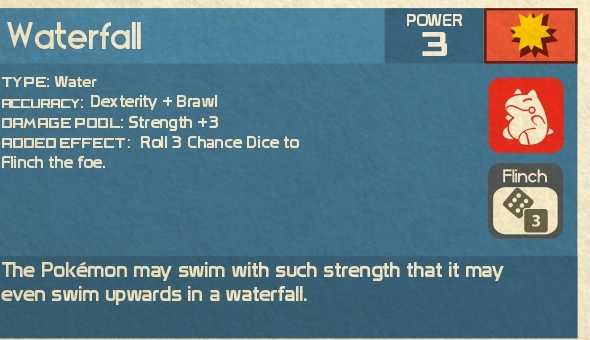 Waterfall
POWER
3
TYPE: Water
ACCURACY: Dexterity + Brawl
DAMAGE POOL: Strength +3
ADDED EFFECT: Roll 3 Chance Dice to
Flinch the foe.
Flinch
3
The Pokémon may swim with such strength that it may
even swim upwards in a waterfall.